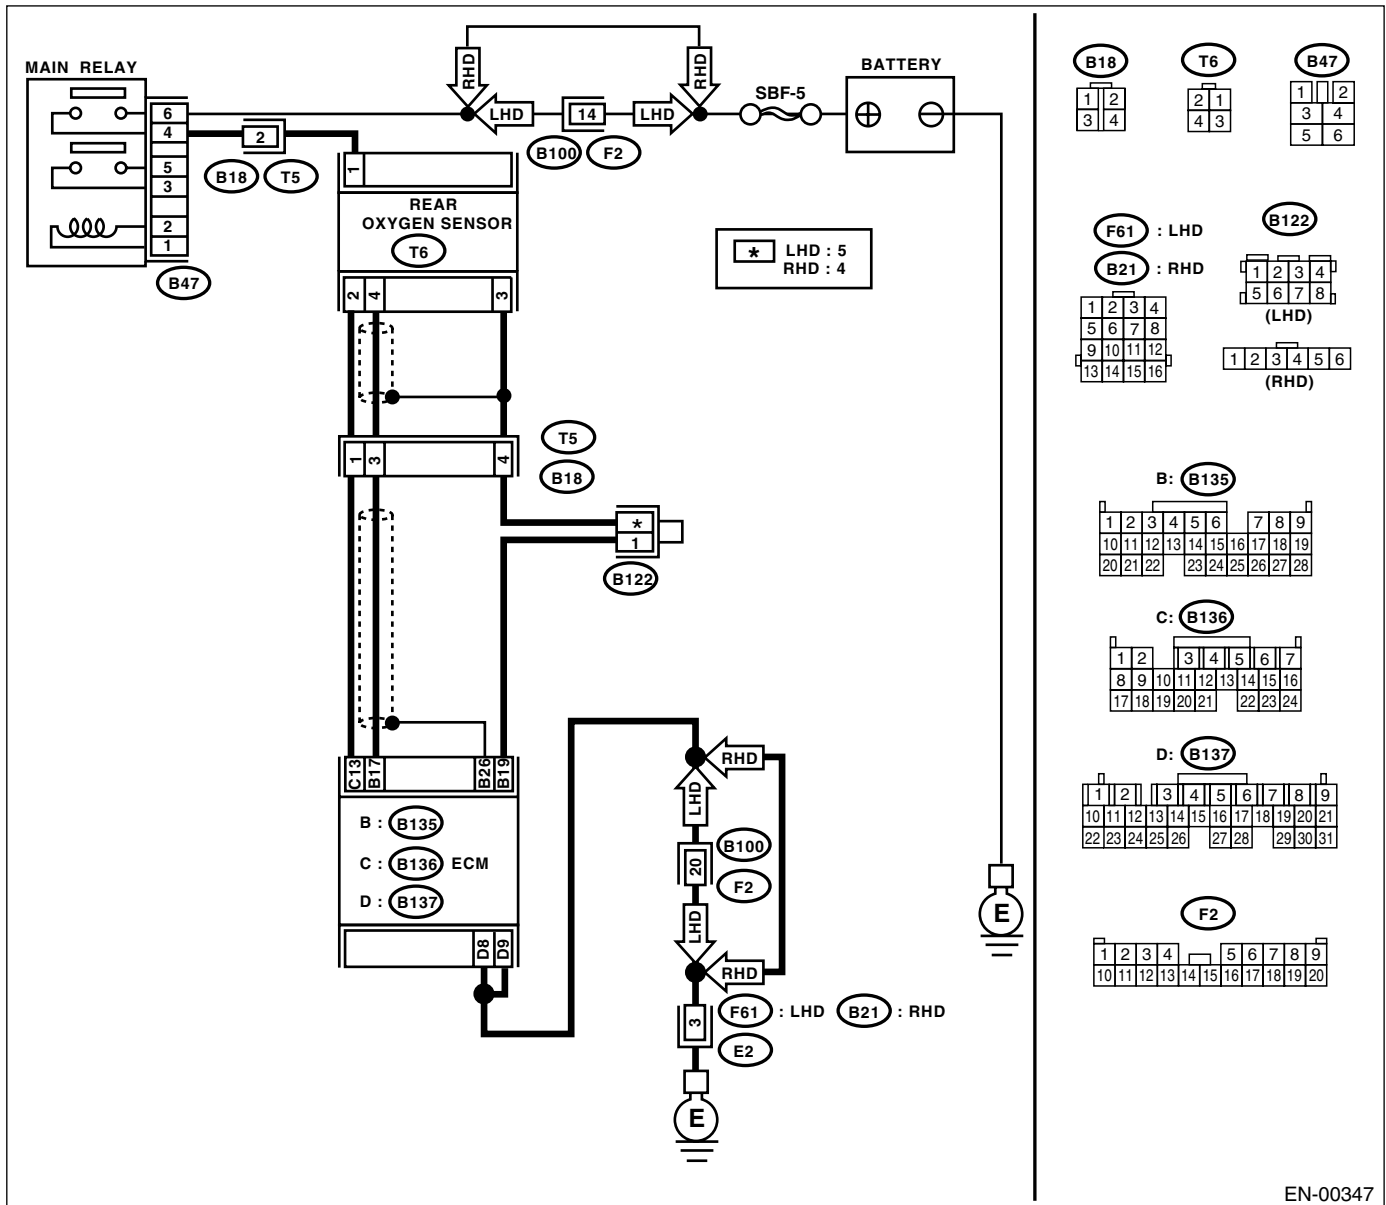 MAIN RELAY
6
4
5
3
2
1
B47
2
B18 T5
RHD
RHD
LHD 14 LHD
B100 F2
SBF-5
BATTERY
1
REAR
OXYGEN SENSOR
T6
2 4 3
* LHD : 5
RHD : 4
1 3 4
T5
B18
*
1
B122
C13 B17 B26 B19
B : B135
C : B136 ECM
D : B137
D8 D9
RHD
LHD
20
B100
F2
LHD
RHD
3
F61 : LHD B21 : RHD
E2
E
E
B18
1 2
3 4
T6
2 1
4 3
B47
1 2
3 4
5 6
F61 : LHD
B21 : RHD
1 2 3 4
5 6 7 8
9 10 11 12
13 14 15 16
B122
1 2 3 4
5 6 7 8
(LHD)
1 2 3 4 5 6
(RHD)
B: B135
1 2 3 4 5 6 7 8 9
10 11 12 13 14 15 16 17 18 19
20 21 22 23 24 25 26 27 28
C: B136
1 2 3 4 5 6 7
8 9 10 11 12 13 14 15 16
17 18 19 20 21 22 23 24
D: B137
1 2 3 4 5 6 7 8 9
10 11 12 13 14 15 16 17 18 19 20 21
22 23 24 25 26 27 28 29 30 31
F2
1 2 3 4 5 6 7 8 9
10 11 12 13 14 15 16 17 18 19 20
EN-00347